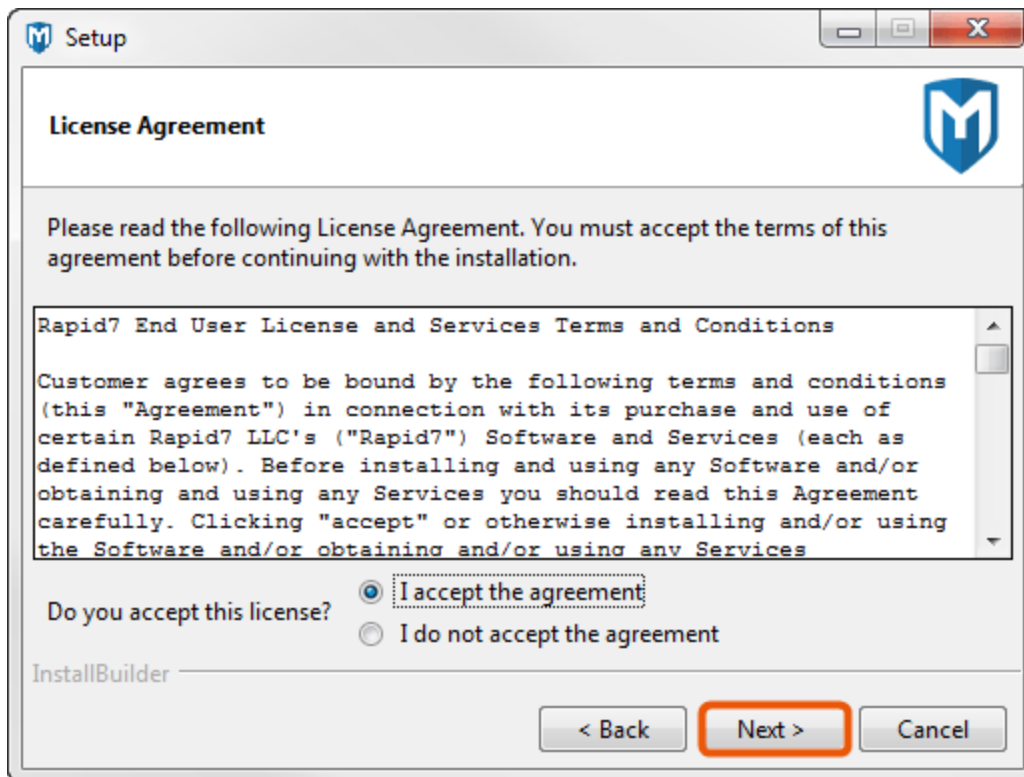 Setup
License Agreement
Please read the following License Agreement. You must accept the terms of this
agreement before continuing with the installation.
Rapid7 End User License and Services Terms and Conditions
Customer agrees to be bound by the following terms and conditions
(this "Agreement") in connection with its purchase and use of
certain Rapid7 LLC's ("Rapid7") Software and Services (each as
defined below). Before installing and using any Software and/or
obtaining and using any Services you should read this Agreement
carefully. Clicking "accept" or otherwise installing and/or using
the Software and/or obtaining and/or using any Services
Do you accept this license?
I accept the agreement
I do not accept the agreement
InstallBuilder
< Back
Next >
Cancel